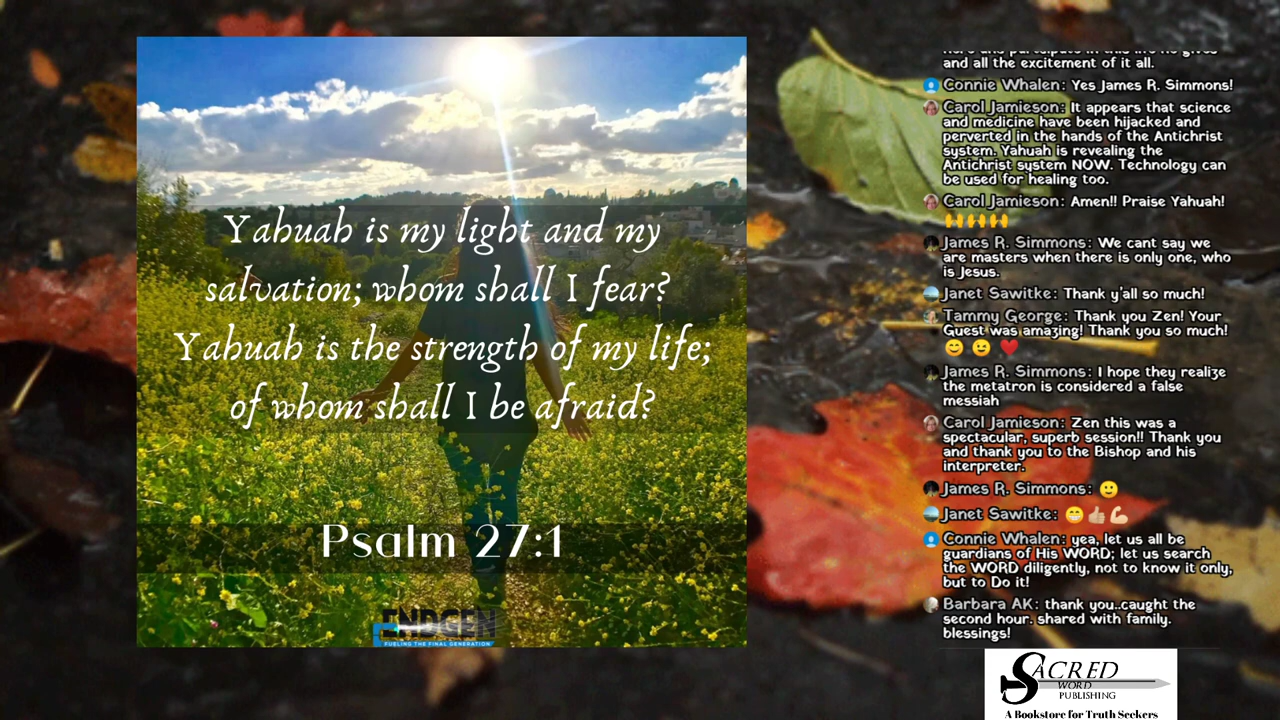 Yahuah is my light and my
salvation; whom shall I fear?
Yahuah is the strength of my life;
of whom shall I be afraid?
Psalm 27:1
ENDGEN
FUELING THE FINAL GENERATION
and all the excitement of it all.
Connie Whalen: Yes James R. Simmons!
Carol Jamieson: It appears that science
and medicine have been hijacked and
perverted in the hands of the Antichrist
system. Yahuah is revealing the
Antichrist system NOW. Technology can
be used for healing too.
Carol Jamieson: Amen!! Praise Yahuah!
🙌🙌🙌
James R. Simmons: We cant say we
are masters when there is only one, who
is Jesus.
Janet Sawitke: Thank y'all so much!
Tammy George: Thank you Zen! Your
Guest was amazing! Thank you so much!
😊 😉 ❤️
James R. Simmons: I hope they realize
the metatron is considered a false
messiah
Carol Jamieson: Zen this was a
spectacular, superb session!! Thank you
and thank you to the Bishop and his
interpreter.
James R. Simmons: 🙂
Janet Sawitke: 😁👍🏻💪🏻
Connie Whalen: yea, let us all be
guardians of His WORD; let us search
the WORD diligently, not to know it only,
but to Do it!
Barbara AK: thank you..caught the
second hour. shared with family.
blessings!
SACRED
WORD
PUBLISHING
A Bookstore for Truth Seekers